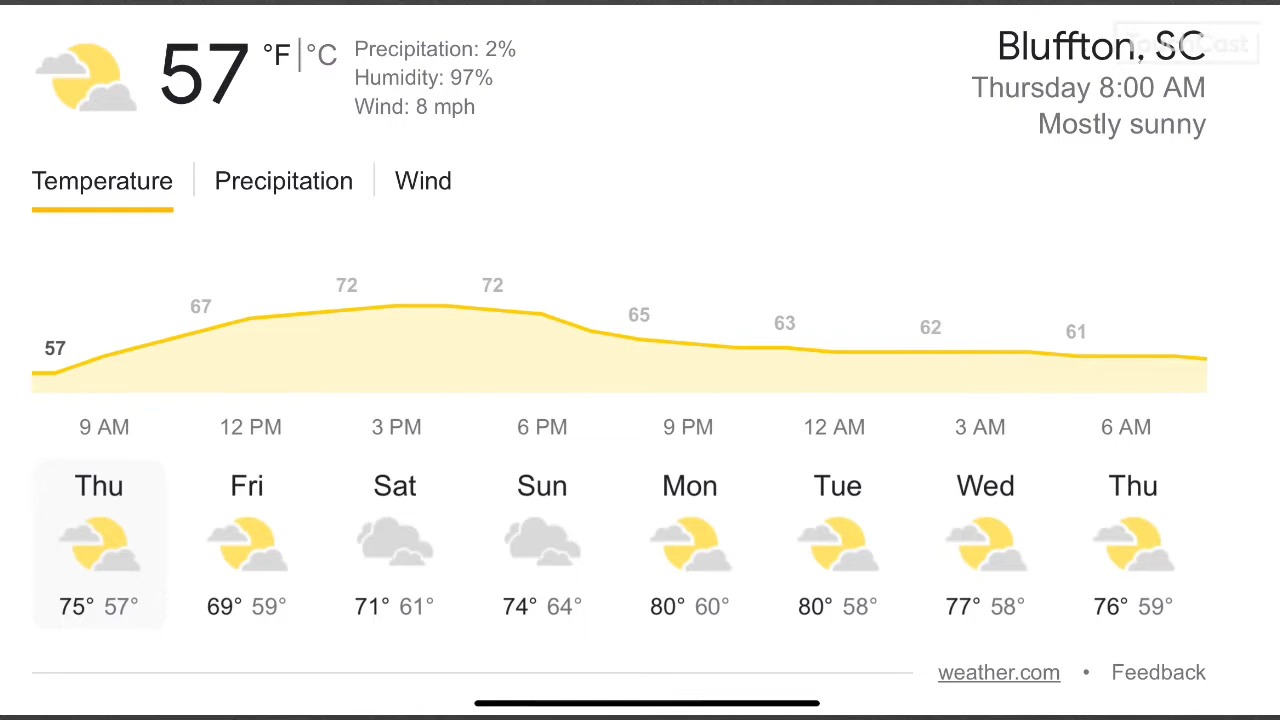 57 °F | °C
Precipitation: 2%
Humidity: 97%
Wind: 8 mph
Bluffton, SC
Thursday 8:00 AM
Mostly sunny
TouchCast
Temperature Precipitation Wind
57 67 72 72 65 63 62 61
9 AM 12 PM 3 PM 6 PM 9 PM 12 AM 3 AM 6 AM
Thu Fri Sat Sun Mon Tue Wed Thu
75° 57° 69° 59° 71° 61° 74° 64° 80° 60° 80° 58° 77° 58° 76° 59°
weather.com • Feedback